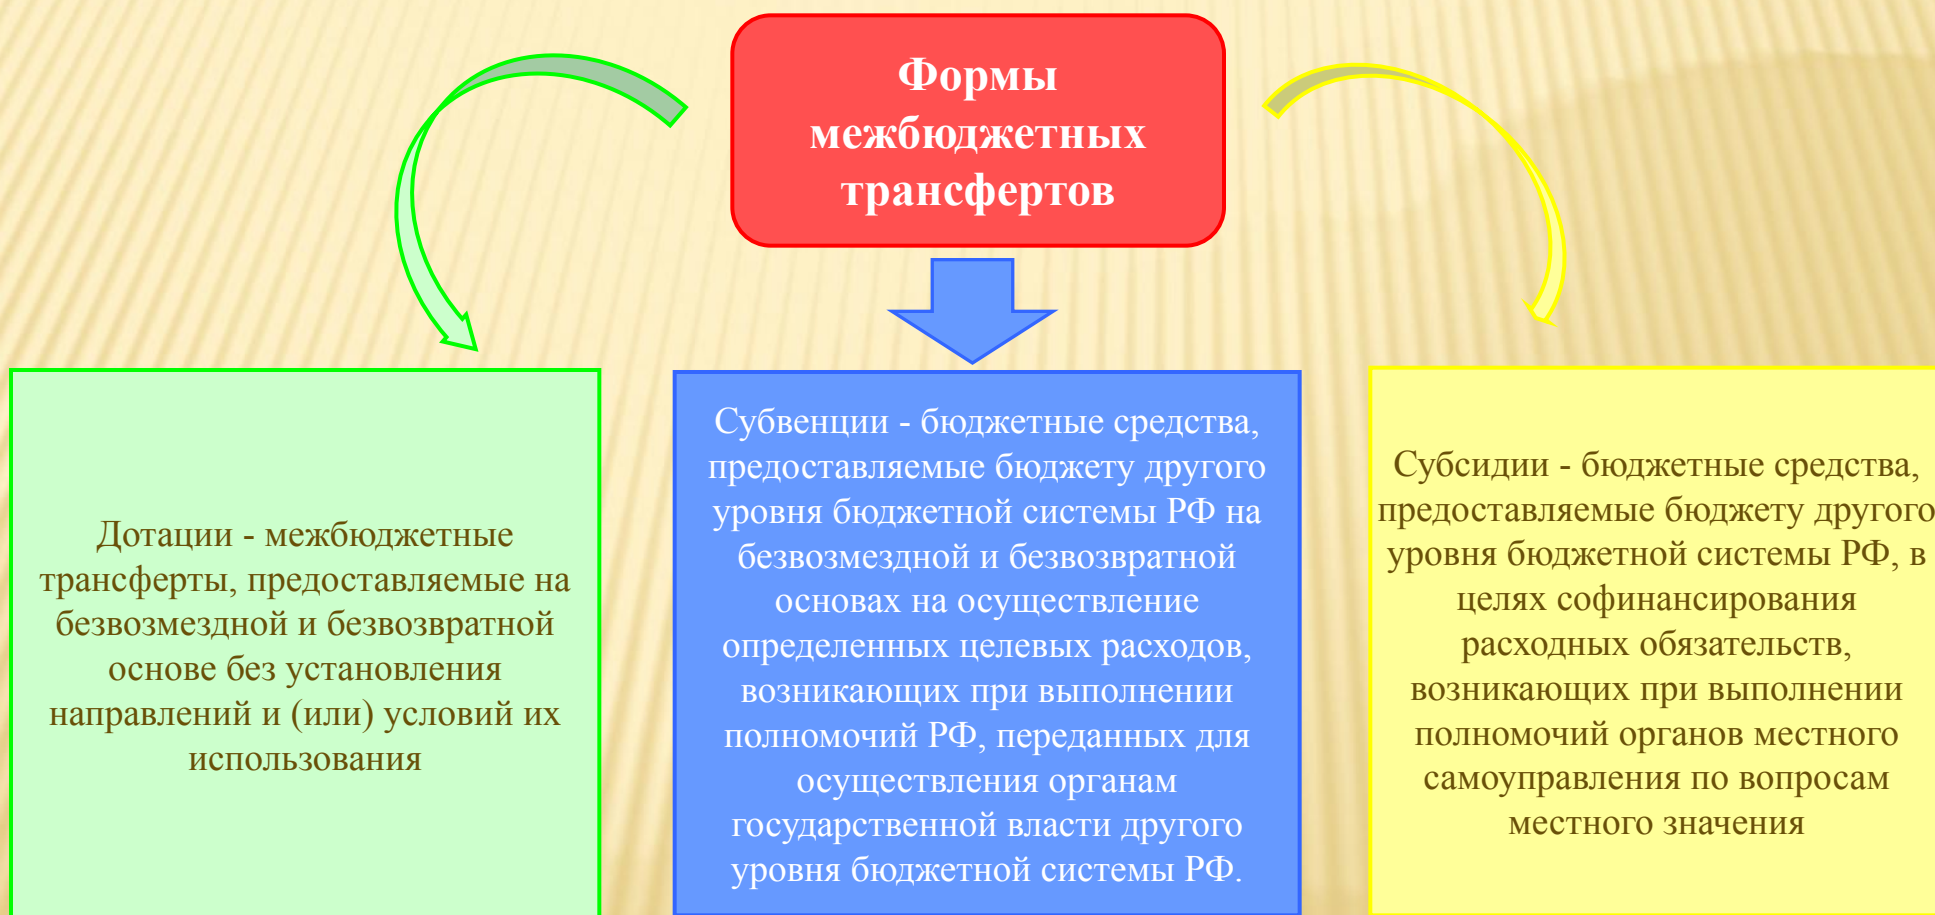 Формы
межбюджетных
трансфертов
Дотации - межбюджетные
трансферты, предоставляемые на
безвозмездной и безвозвратной
основе без установления
направлений и (или) условий их
использования
Субвенции - бюджетные средства,
предоставляемые бюджету другого
уровня бюджетной системы РФ на
безвозмездной и безвозвратной
основах на осуществление
определенных целевых расходов,
возникающих при выполнении
полномочий РФ, переданных для
осуществления органам
государственной власти другого
уровня бюджетной системы РФ.
Субсидии - бюджетные средства,
предоставляемые бюджету другого
уровня бюджетной системы РФ, в
целях софинансирования
расходных обязательств,
возникающих при выполнении
полномочий органов местного
самоуправления по вопросам
местного значения